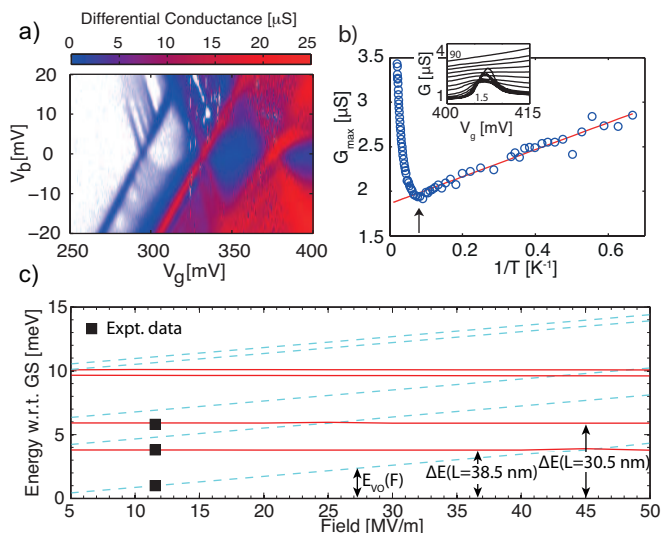 a)
Differential Conductance [μS]
0 5 10 15 20 25
20
10
0
-10
-20
V_b[mV]
250 300 350 400
V_g[mV]
b)
3.5
2.5
1.5
G_max [μS]
0 0.2 0.4 0.6 0.8
1/T [K⁻¹]
4
1
G [μS]
90
1.5
400 415
V_g [mV]
c)
15
10
5
0
Energy w.r.t. GS [meV]
Expt. data
E_VO(F)
ΔE(L=38.5 nm)
ΔE(L=30.5 nm)
5 10 15 20 25 30 35 40 45 50
Field [MV/m]